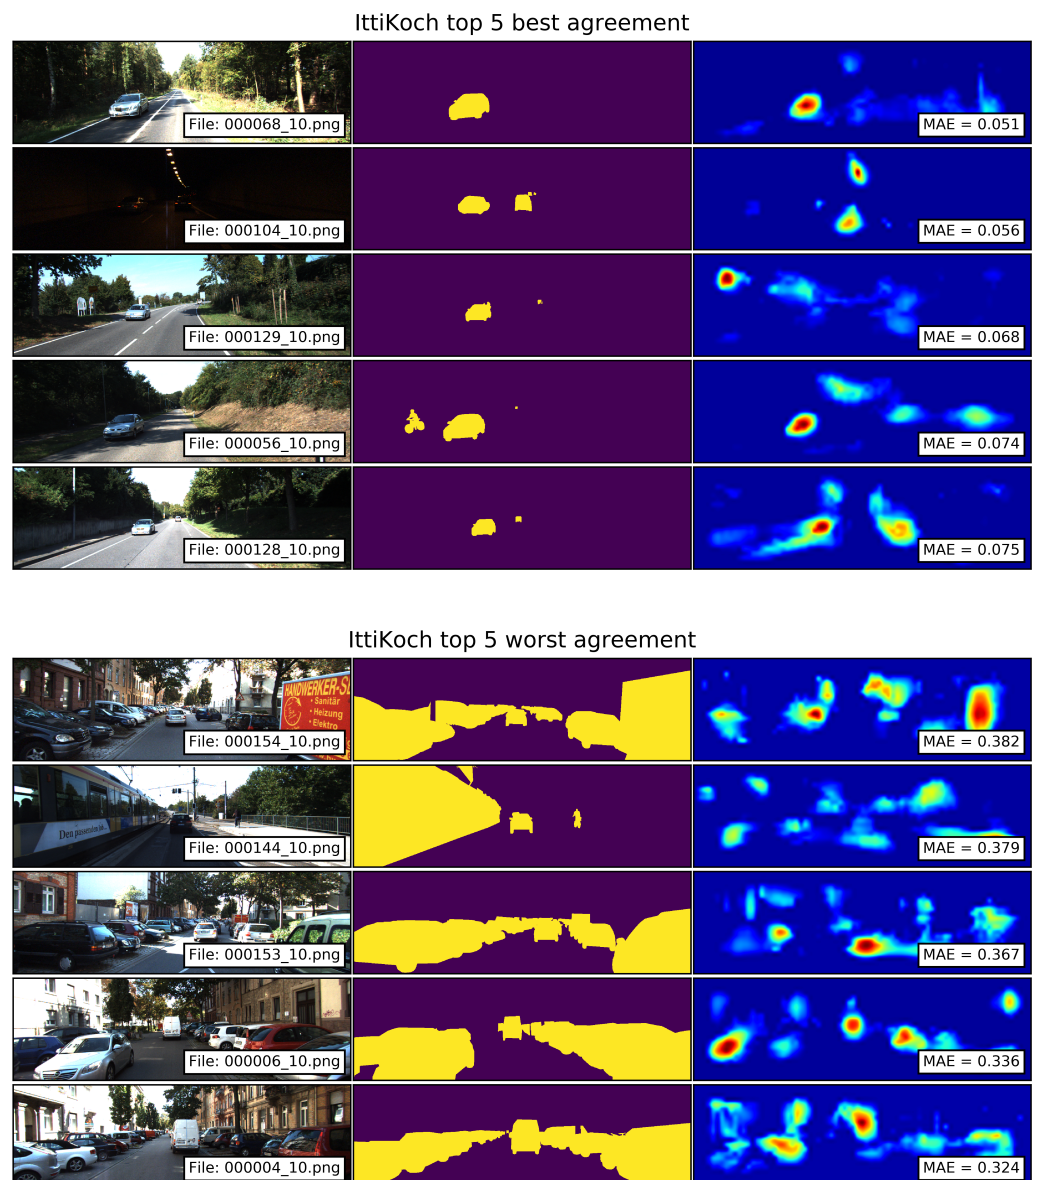 IttiKoch top 5 best agreement
File: 000068_10.png
MAE = 0.051
File: 000104_10.png
MAE = 0.056
File: 000129_10.png
MAE = 0.068
File: 000056_10.png
MAE = 0.074
File: 000128_10.png
MAE = 0.075
IttiKoch top 5 worst agreement
HANDWERKER-SE
• Sanitär
• Heizung
• Elektro
File: 000154_10.png
MAE = 0.382
Den passenden Job...
File: 000144_10.png
MAE = 0.379
File: 000153_10.png
MAE = 0.367
File: 000006_10.png
MAE = 0.336
File: 000004_10.png
MAE = 0.324